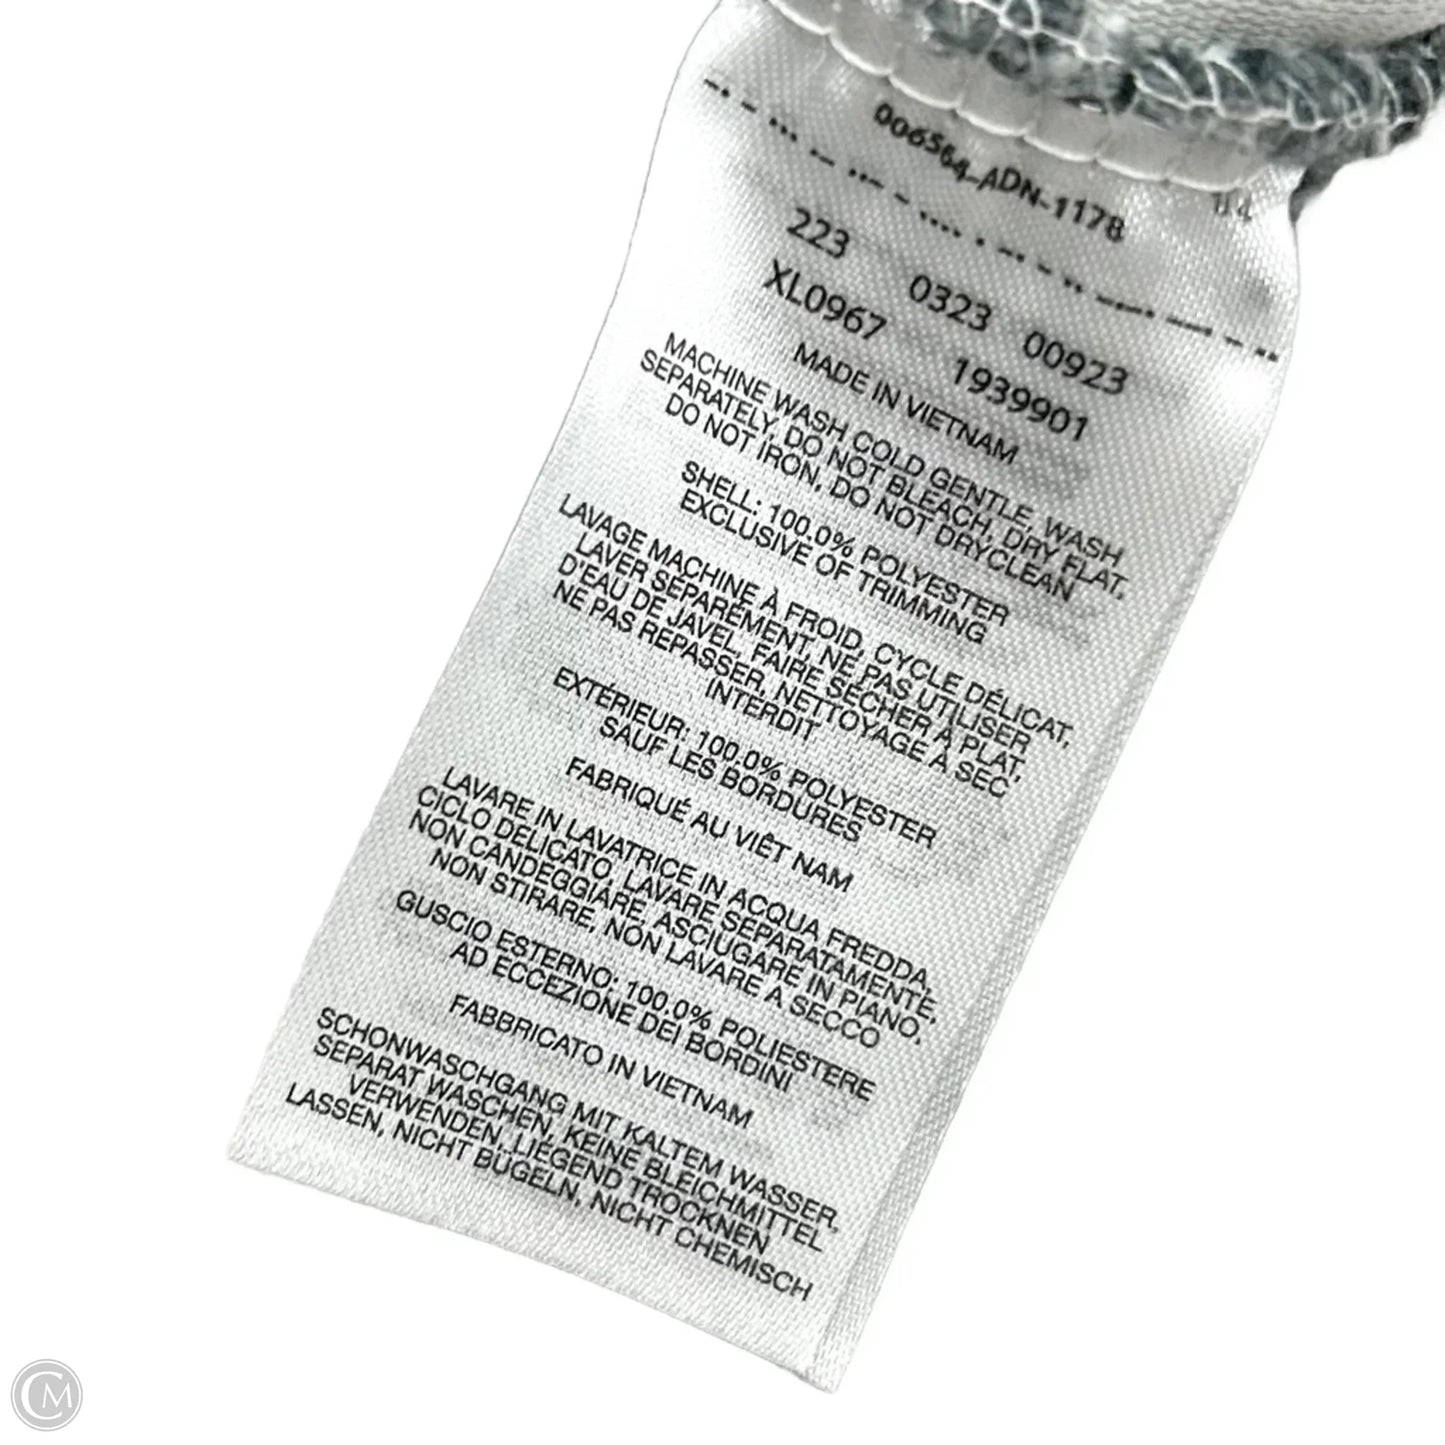 006564_ADN-1178
04
223 0323 00923
XL0967 1939901
MADE IN VIETNAM
MACHINE WASH COLD GENTLE, WASH
SEPARATELY, DO NOT BLEACH, DRY FLAT,
DO NOT IRON, DO NOT DRYCLEAN
SHELL: 100.0% POLYESTER
EXCLUSIVE OF TRIMMING
LAVAGE MACHINE À FROID, CYCLE DÉLICAT,
LAVER SÉPARÉMENT, NE PAS UTILISER
D'EAU DE JAVEL, FAIRE SÉCHER À PLAT,
NE PAS REPASSER, NETTOYAGE À SEC
INTERDIT
EXTÉRIEUR: 100.0% POLYESTER
SAUF LES BORDURES
FABRIQUÉ AU VIÊT NAM
LAVARE IN LAVATRICE IN ACQUA FREDDA,
CICLO DELICATO, LAVARE SEPARATAMENTE,
NON CANDEGGIARE, ASCIUGARE IN PIANO,
NON STIRARE, NON LAVARE A SECCO
GUSCIO ESTERNO: 100.0% POLIESTERE
AD ECCEZIONE DEI BORDINI
FABBRICATO IN VIETNAM
SCHONWASCHGANG MIT KALTEM WASSER,
SEPARAT WASCHEN, KEINE BLEICHMITTEL
VERWENDEN, LIEGEND TROCKNEN
LASSEN, NICHT BÜGELN, NICHT CHEMISCH
CM